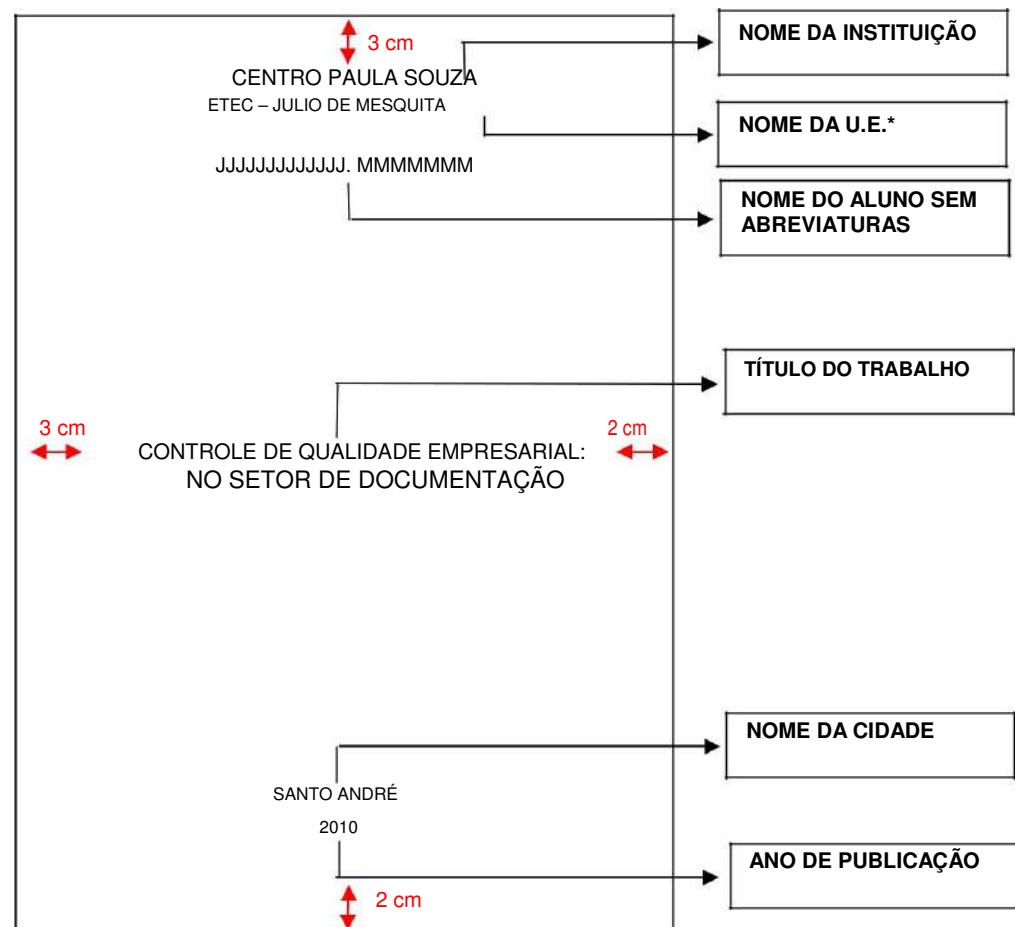 3 cm
NOME DA INSTITUIÇÃO
CENTRO PAULA SOUZA
ETEC – JULIO DE MESQUITA
NOME DA U.E.*
JJJJJJJJJJJJJ. MMMMMMM
NOME DO ALUNO SEM
ABREVIATURAS
TÍTULO DO TRABALHO
3 cm
2 cm
CONTROLE DE QUALIDADE EMPRESARIAL:
NO SETOR DE DOCUMENTAÇÃO
NOME DA CIDADE
SANTO ANDRÉ
2010
ANO DE PUBLICAÇÃO
2 cm